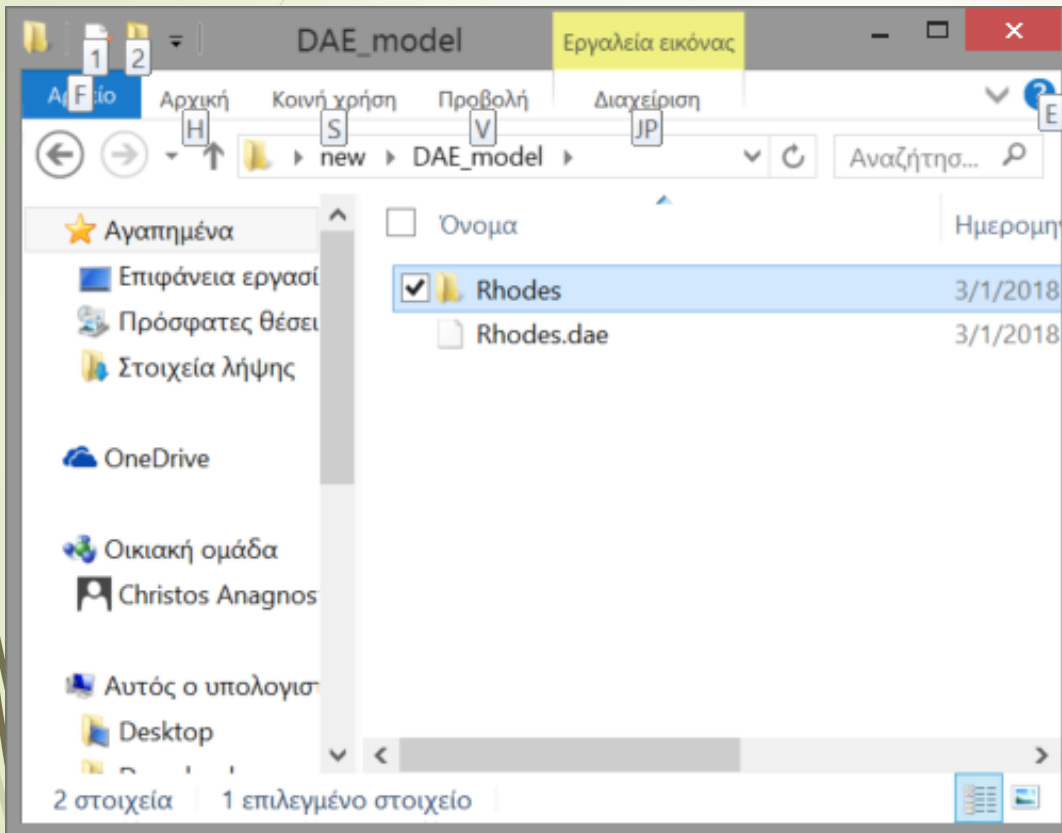 DAE_model
Εργαλεία εικόνας
1
2
F
Αρχική
Κοινή χρήση
Προβολή
Διαχείριση
H
S
V
JP
E
new
DAE_model
Αναζήτησ...
Αγαπημένα
Όνομα
Ημερομην
Επιφάνεια εργασί
Rhodes
3/1/2018
Πρόσφατες θέσει
Rhodes.dae
3/1/2018
Στοιχεία λήψης
OneDrive
Οικιακή ομάδα
Christos Anagnos
Αυτός ο υπολογιστ
Desktop
2 στοιχεία
1 επιλεγμένο στοιχείο